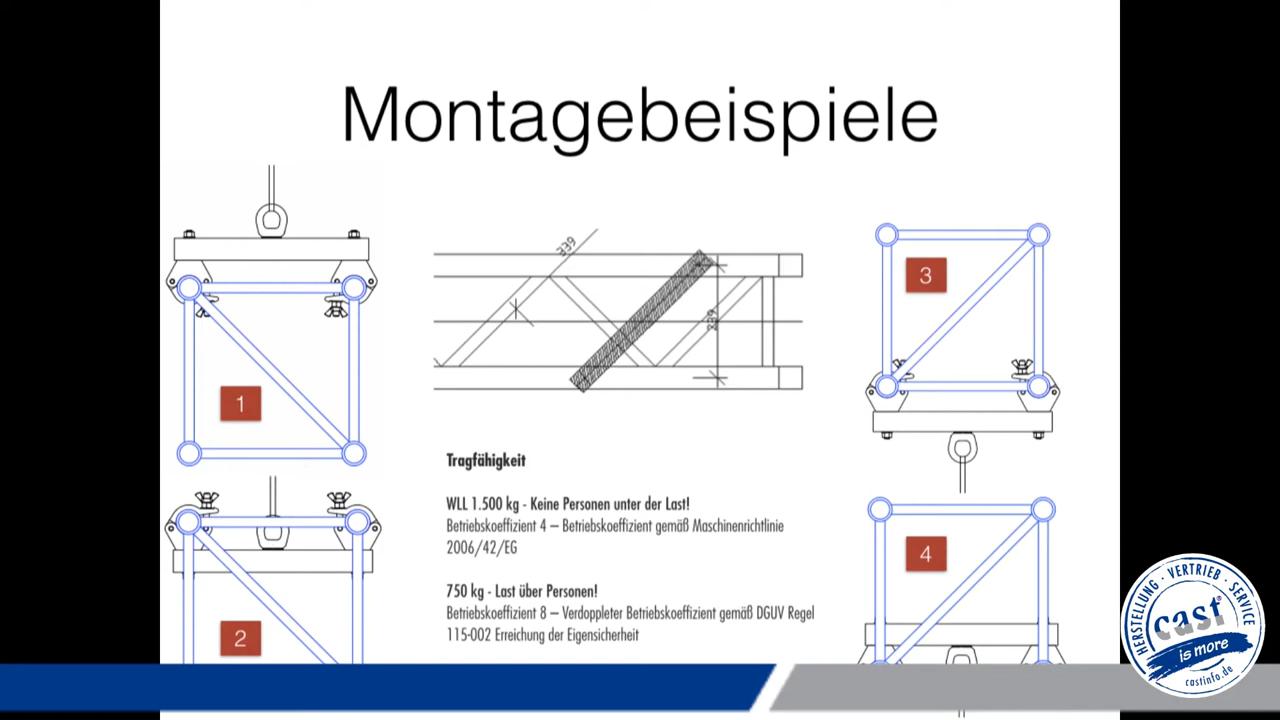 Montagebeispiele
339
339
1
2
3
4
Tragfähigkeit
WLL 1.500 kg - Keine Personen unter der Last!
Betriebskoeffizient 4 – Betriebskoeffizient gemäß Maschinenrichtlinie
2006/42/EG
750 kg - Last über Personen!
Betriebskoeffizient 8 – Verdoppleter Betriebskoeffizient gemäß DGUV Regel
115-002 Erreichung der Eigensicherheit
HERSTELLUNG · VERTRIEB · SERVICE
cast
is more
castinfo.de